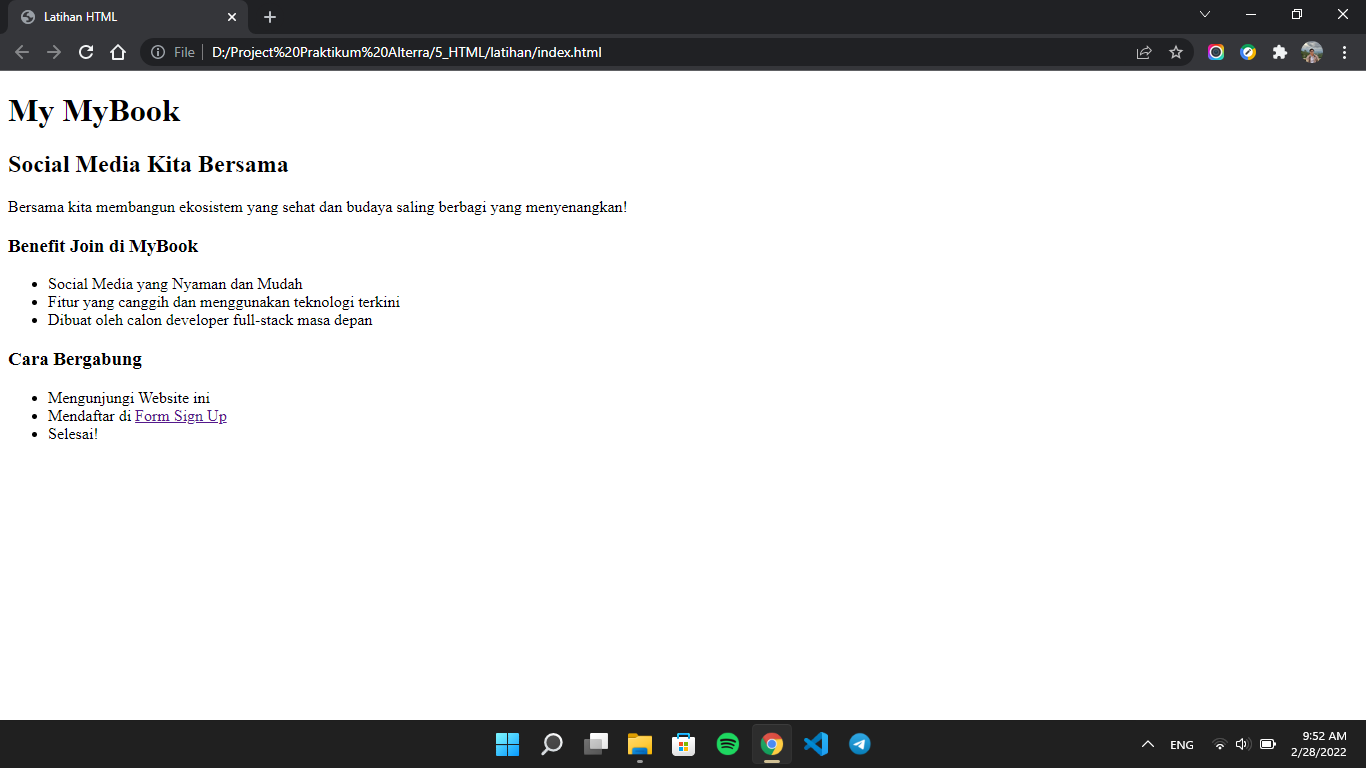 Latihan HTML
File
D:/Project%20Praktikum%20Alterra/5_HTML/latihan/index.html
My MyBook
Social Media Kita Bersama
Bersama kita membangun ekosistem yang sehat dan budaya saling berbagi yang menyenangkan!
Benefit Join di MyBook
Social Media yang Nyaman dan Mudah
Fitur yang canggih dan menggunakan teknologi terkini
Dibuat oleh calon developer full-stack masa depan
Cara Bergabung
Mengunjungi Website ini
Mendaftar di Form Sign Up
Selesai!
ENG
9:52 AM
2/28/2022